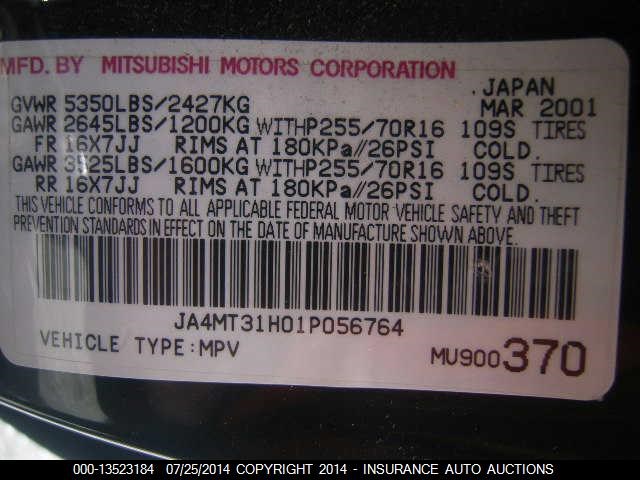 MFD. BY MITSUBISHI MOTORS CORPORATION
JAPAN
GVWR 5350LBS/2427KG MAR 2001
GAWR 2645LBS/1200KG WITHP255/70R16 109S TIRES
FR 16X7JJ RIMS AT 180KPa//26PSI COLD.
GAWR 3525LBS/1600KG WITHP255/70R16 109S TIRES
RR 16X7JJ RIMS AT 180KPa//26PSI COLD.
THIS VEHICLE CONFORMS TO ALL APPLICABLE FEDERAL MOTOR VEHICLE SAFETY AND THEFT
PREVENTION STANDARDS IN EFFECT ON THE DATE OF MANUFACTURE SHOWN ABOVE.
JA4MT31H01P056764
VEHICLE TYPE:MPV MU900370
000-13523184 07/25/2014 COPYRIGHT 2014 - INSURANCE AUTO AUCTIONS